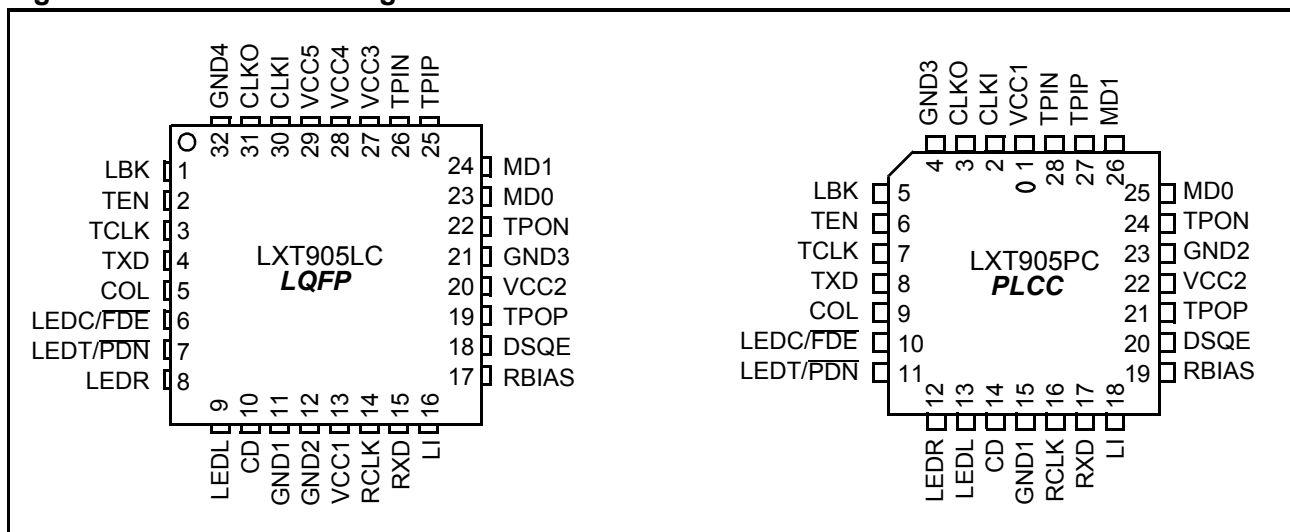 GND4
CLKO
CLKI
VCC5
VCC4
VCC3
TPIN
TPIP
32
31
30
29
28
27
26
25
LBK 1
TEN 2
TCLK 3
TXD 4
COL 5
LEDC/FDE 6
LEDT/PDN 7
LEDR 8
LXT905LC
LQFP
24 MD1
23 MD0
22 TPON
21 GND3
20 VCC2
19 TPOP
18 DSQE
17 RBIAS
9
10
11
12
13
14
15
16
LEDL
CD
GND1
GND2
VCC1
RCLK
RXD
LI
GND3
CLKO
CLKI
VCC1
TPIN
TPIP
MD1
4
3
2
1
28
27
26
LBK 5
TEN 6
TCLK 7
TXD 8
COL 9
LEDC/FDE 10
LEDT/PDN 11
LXT905PC
PLCC
25 MD0
24 TPON
23 GND2
22 VCC2
21 TPOP
20 DSQE
19 RBIAS
12
13
14
15
16
17
18
LEDR
LEDL
CD
GND1
RCLK
RXD
LI